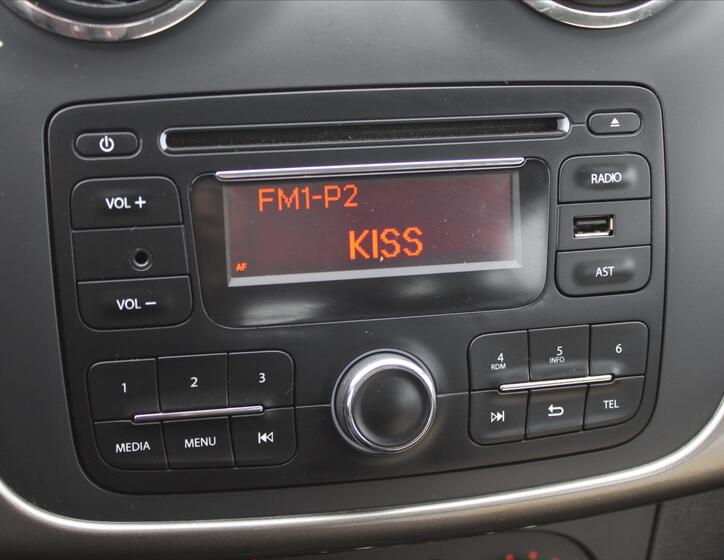 FM1-P2
KISS
AF
VOL +
VOL −
RADIO
AST
1
2
3
MEDIA
MENU
4
RDM
5
INFO
6
TEL